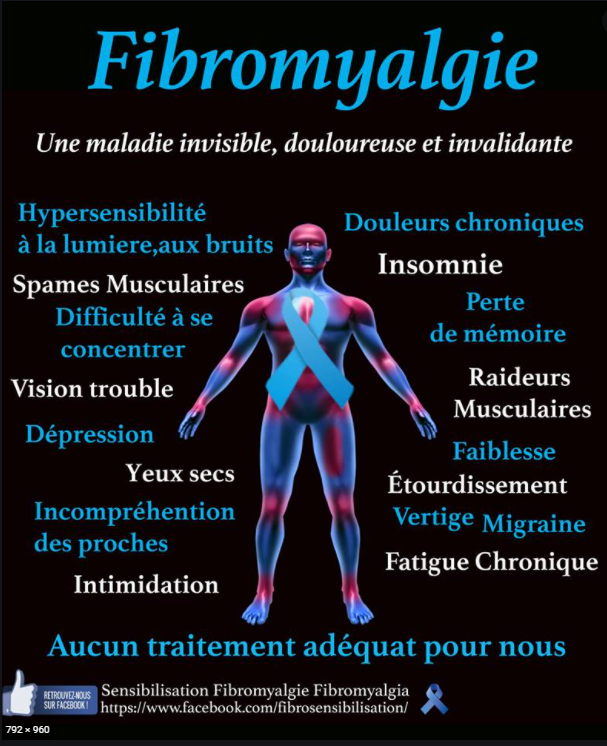 Fibromyalgie
Une maladie invisible, douloureuse et invalidante
Hypersensibilité
à la lumiere,aux bruits
Spames Musculaires
Difficulté à se
concentrer
Vision trouble
Dépression
Yeux secs
Incompréhention
des proches
Intimidation
Douleurs chroniques
Insomnie
Perte
de mémoire
Raideurs
Musculaires
Faiblesse
Étourdissement
Vertige Migraine
Fatigue Chronique
Aucun traitement adéquat pour nous
RETROUVEZ-NOUS
SUR FACEBOOK !
Sensibilisation Fibromyalgie Fibromyalgia
https://www.facebook.com/fibrosensibilisation/
792 × 960